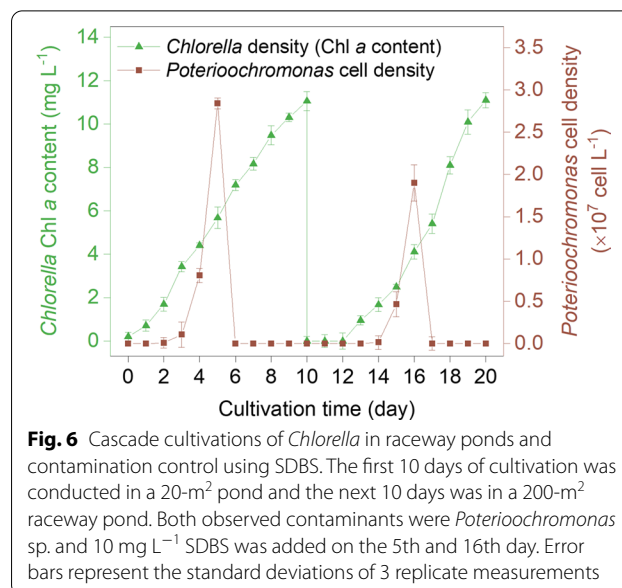 Chlorella density (Chl a content)
Poterioochromonas cell density
Chlorella Chl a content (mg L⁻¹)
14
12
10
8
6
4
2
0
3.5
3.0
2.5
2.0
1.5
1.0
0.5
0.0
Poterioochromonas cell density
(×10⁷ cell L⁻¹)
0 2 4 6 8 10 12 14 16 18 20
Cultivation time (day)
Fig. 6 Cascade cultivations of Chlorella in raceway ponds and
contamination control using SDBS. The first 10 days of cultivation was
conducted in a 20-m² pond and the next 10 days was in a 200-m²
raceway pond. Both observed contaminants were Poterioochromonas
sp. and 10 mg L⁻¹ SDBS was added on the 5th and 16th day. Error
bars represent the standard deviations of 3 replicate measurements